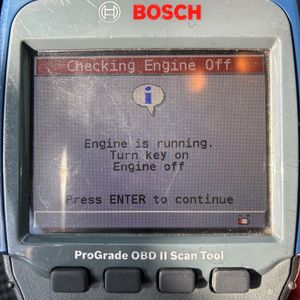 BOSCH
Checking Engine Off
i
Engine is running.
Turn key on
Engine off
Press ENTER to continue
ProGrade OBD II Scan Tool